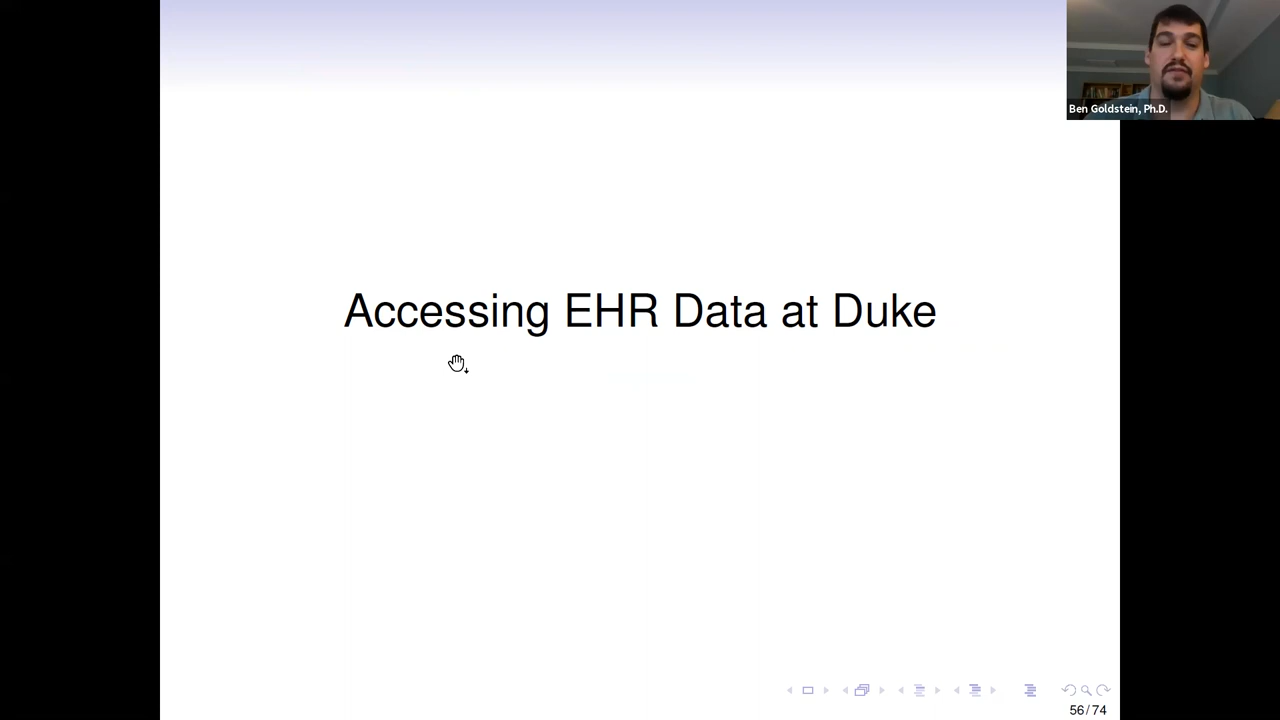 Ben Goldstein, Ph.D.
Accessing EHR Data at Duke
56 / 74